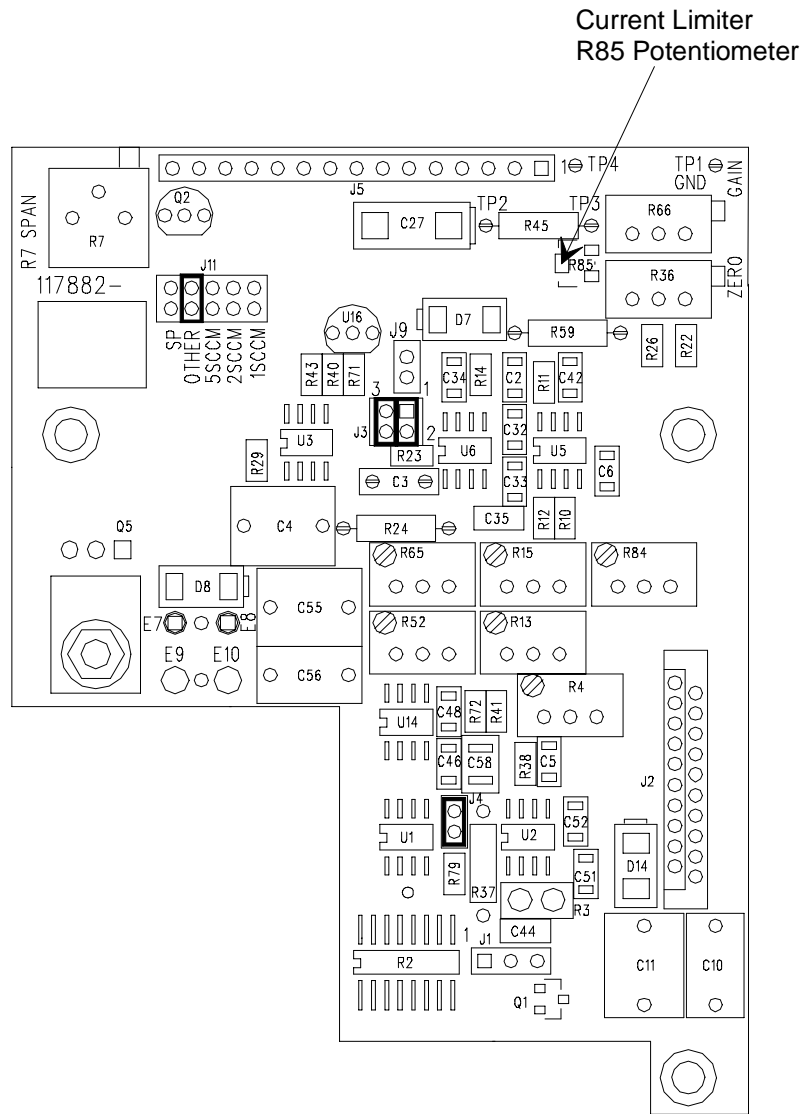 Current Limiter
R85 Potentiometer
1
TP4
TP1
GND
GAIN
J5
Q2
R7 SPAN
R7
TP2
TP3
C27
R45
R66
R85
R36
ZERO
J11
117882-
SP
OTHER
5SCCM
2SCCM
1SCCM
U16
J9
D7
R59
R26
R22
R43
R40
R71
C34
R14
C2
R11
C42
3
1
J3
2
C32
U3
R23
U6
U5
R29
C3
C33
C6
C35
R12
R10
Q5
C4
R24
R65
R15
R84
D8
C55
E7
E8
R52
R13
E9
E10
C56
R4
U14
C48
R72
R41
C46
C58
R38
C5
J2
J4
U1
U2
C52
R79
R37
C51
D14
R3
1
J1
C44
R2
C11
C10
Q1